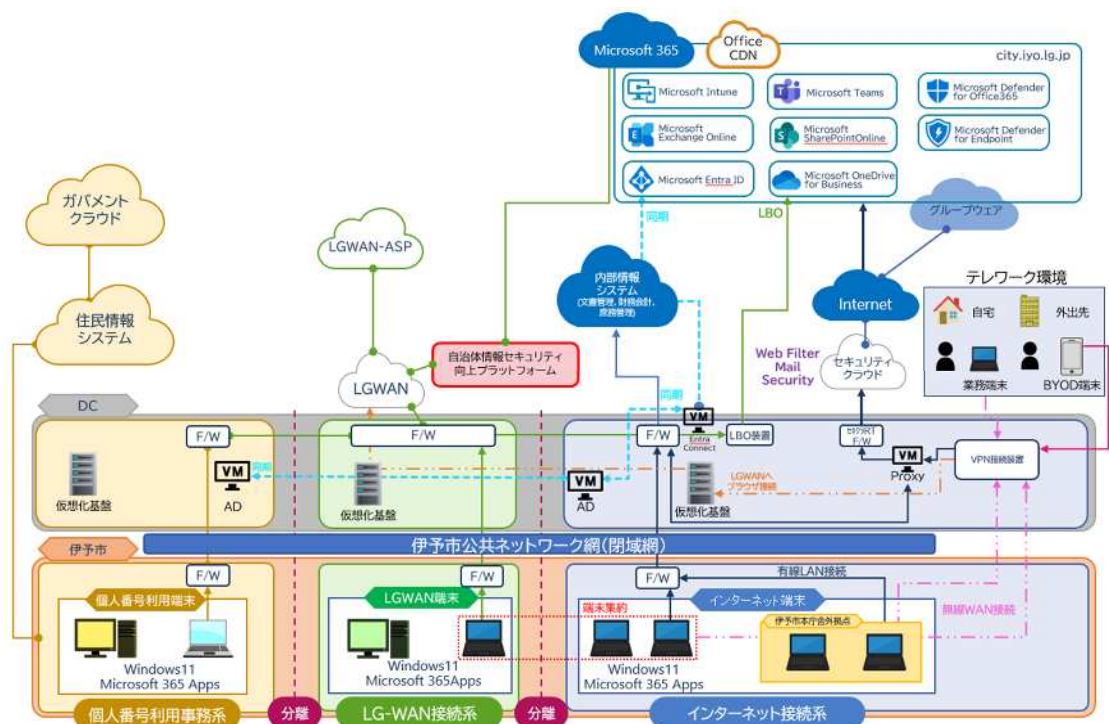 Microsoft 365
Office
CDN
city.iyo.lg.jp
Microsoft Intune
Microsoft Teams
Microsoft Defender
for Office365
Microsoft
Exchange Online
Microsoft
SharePointOnline
Microsoft Defender
for Endpoint
Microsoft Entra ID
Microsoft OneDrive
for Business
ガバメント
クラウド
住民情報
システム
LGWAN-ASP
LGWAN
自治体情報セキュリティ
向上プラットフォーム
同期
LBO
内部情報
システム
(文書管理、財務会計、
庶務管理)
グループウェア
Internet
Web Filter
Mail
Security
セキュリティ
クラウド
テレワーク環境
自宅
外出先
業務端末
BYOD端末
DC
F/W
F/W
同期
F/W
VM
Entra
Connect
LBO装置
F/W
VM
Proxy
VPN接続装置
仮想化基盤
VM
AD
同期
仮想化基盤
VM
AD
LGWANへ
ブラウザ接続
仮想化基盤
伊予市公共ネットワーク網(閉域網)
伊予市
F/W
F/W
F/W
有線LAN接続
無線WAN接続
個人番号利用端末
LGWAN端末
端末集約
インターネット端末
伊予市本庁舎外拠点
Windows11
Microsoft 365 Apps
Windows11
Microsoft 365Apps
Windows11
Microsoft 365 Apps
個人番号利用事務系
分離
LG-WAN接続系
分離
インターネット接続系